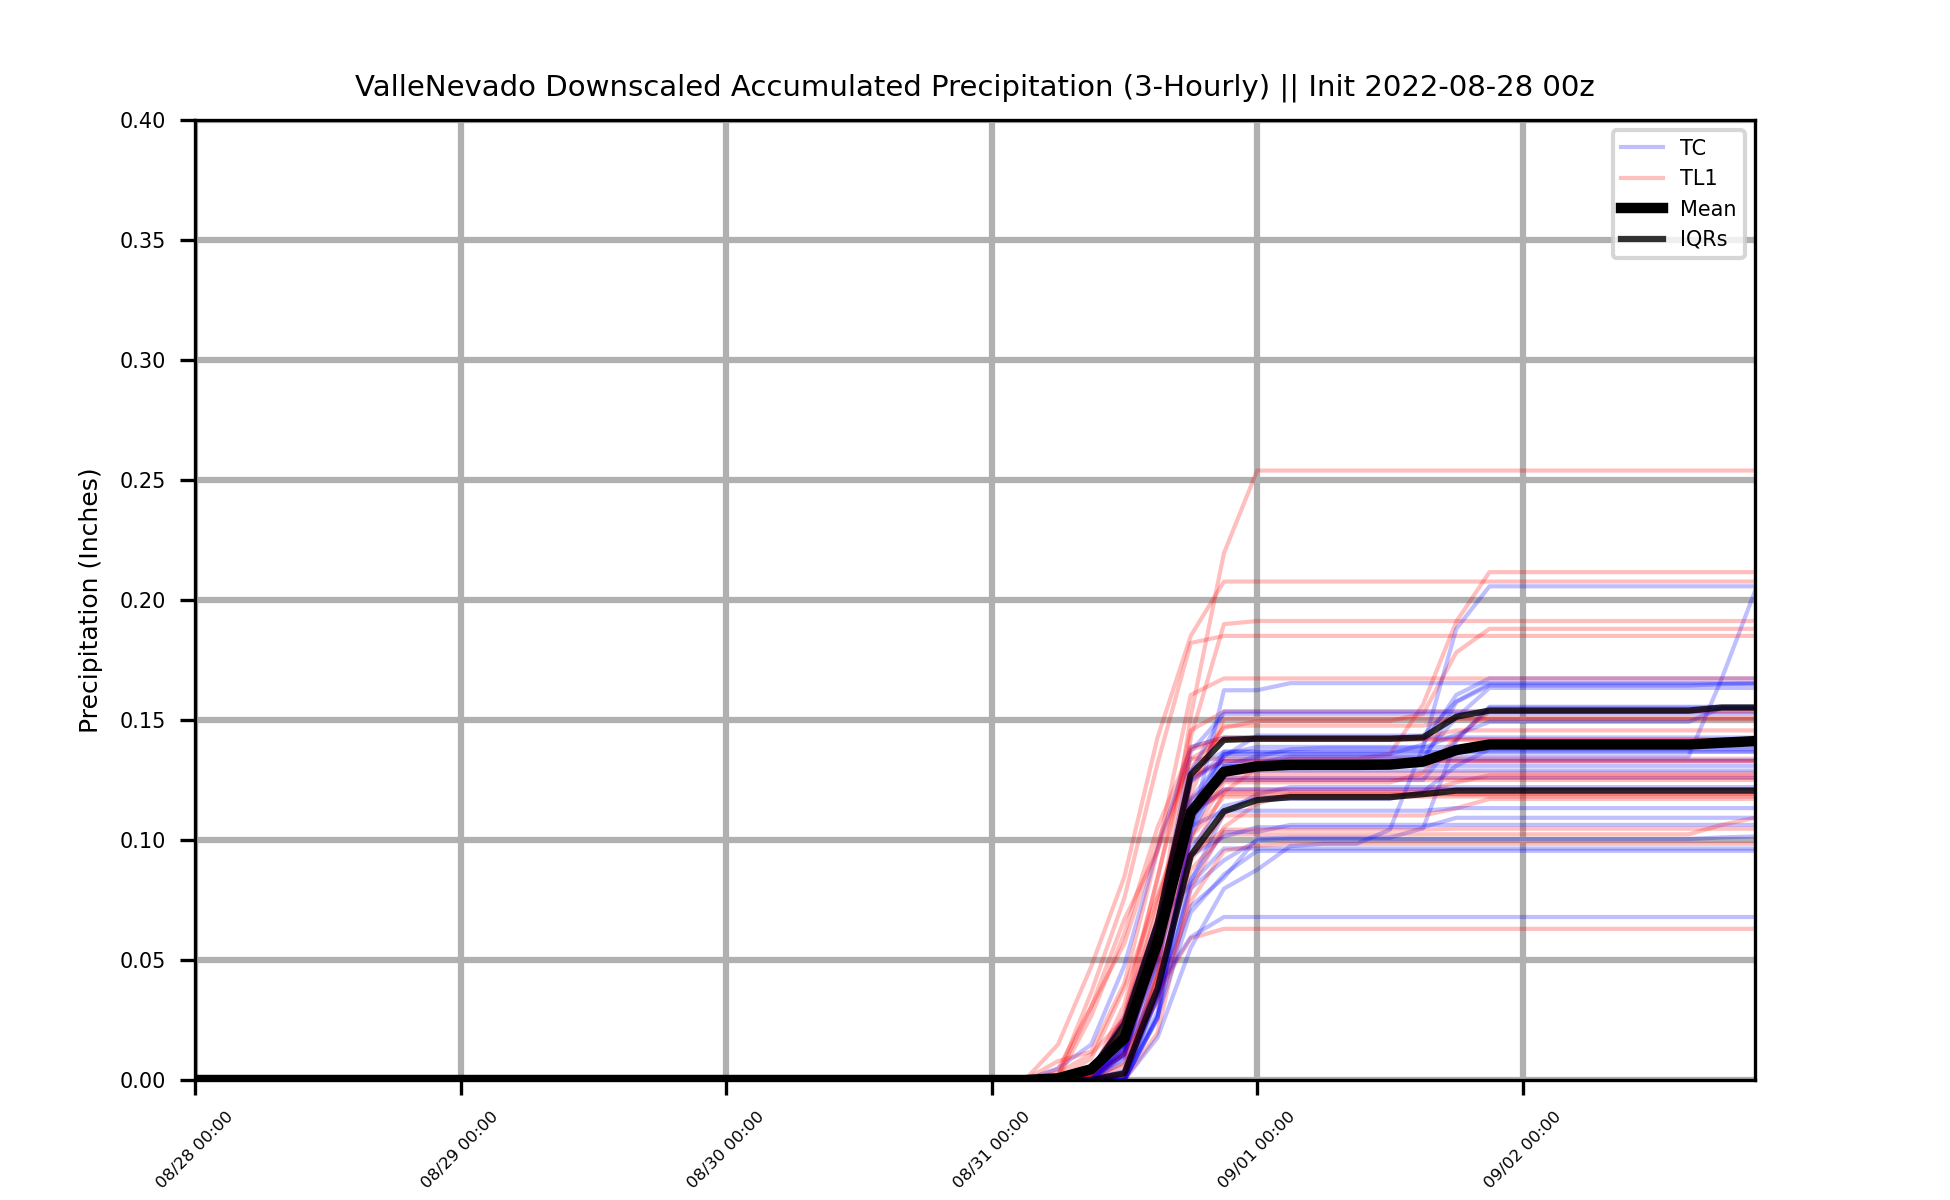 ValleNevado Downscaled Accumulated Precipitation (3-Hourly) || Init 2022-08-28 00z
Precipitation (Inches)
0.40
0.35
0.30
0.25
0.20
0.15
0.10
0.05
0.00
TC
TL1
Mean
IQRs
08/28 00:00
08/29 00:00
08/30 00:00
08/31 00:00
09/01 00:00
09/02 00:00